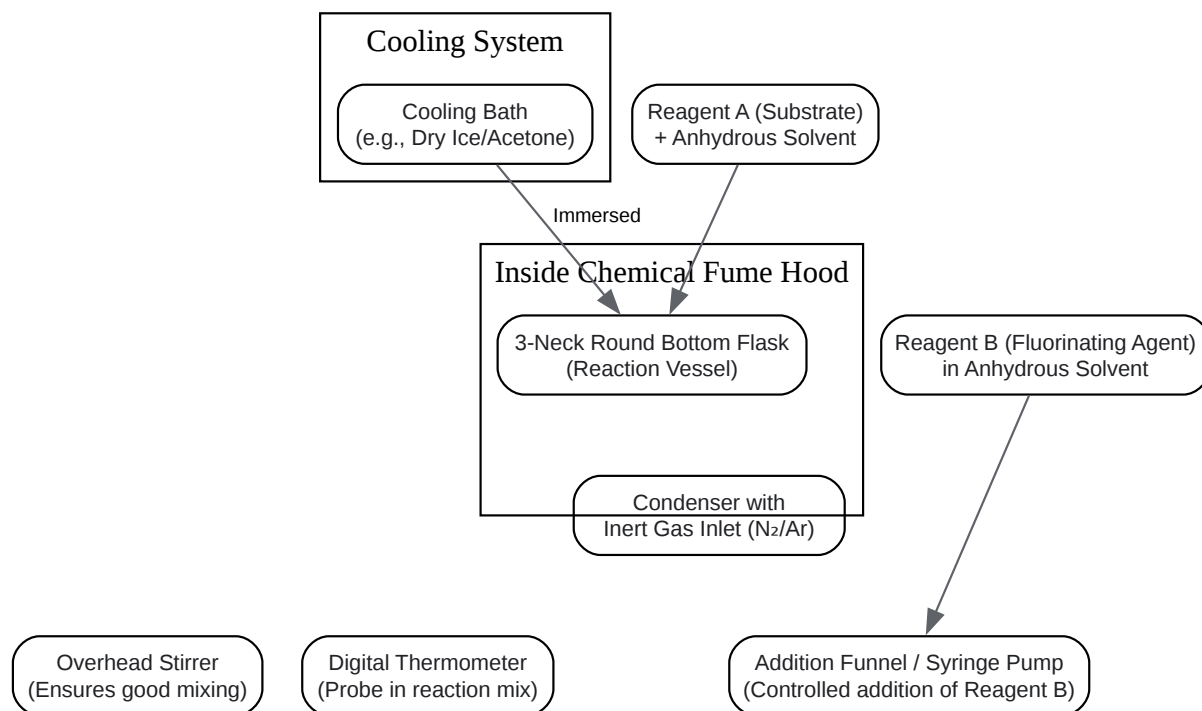 Cooling System
Cooling Bath
(e.g., Dry Ice/Acetone)
Reagent A (Substrate)
+ Anhydrous Solvent
Immersed
Inside Chemical Fume Hood
3-Neck Round Bottom Flask
(Reaction Vessel)
Reagent B (Fluorinating Agent)
in Anhydrous Solvent
Condenser with
Inert Gas Inlet (N₂/Ar)
Overhead Stirrer
(Ensures good mixing)
Digital Thermometer
(Probe in reaction mix)
Addition Funnel / Syringe Pump
(Controlled addition of Reagent B)